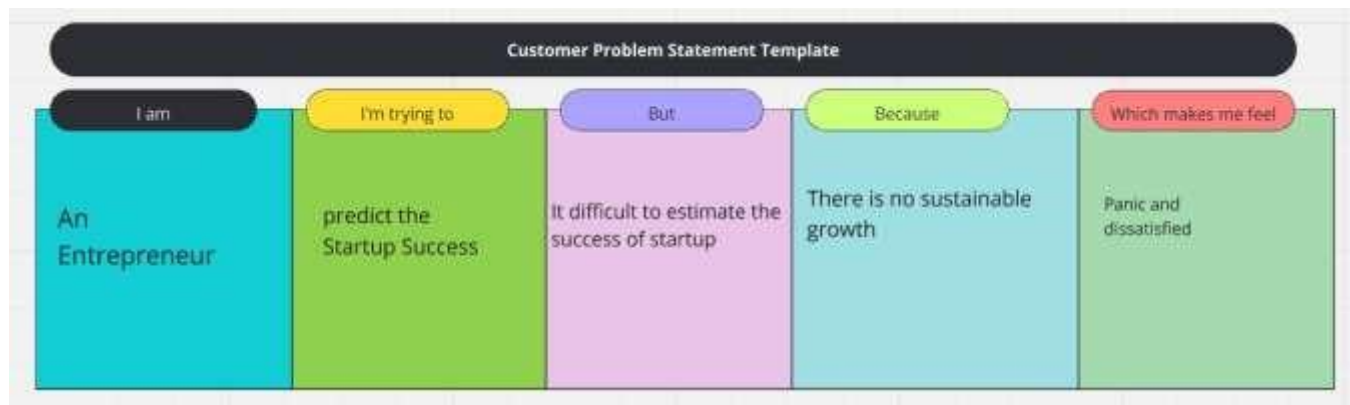 Customer Problem Statement Template
I am
An
Entrepreneur
I'm trying to
predict the
Startup Success
But
It difficult to estimate the
success of startup
Because
There is no sustainable
growth
Which makes me feel
Panic and
dissatisfied